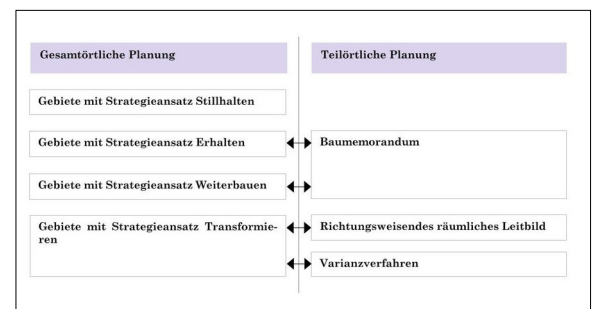 Gesamtörtliche Planung
Teilörtliche Planung
Gebiete mit Strategieansatz Stillhalten
Gebiete mit Strategieansatz Erhalten
Baumemorandum
Gebiete mit Strategieansatz Weiterbauen
Gebiete mit Strategieansatz Transformie-
ren
Richtungsweisendes räumliches Leitbild
Varianzverfahren